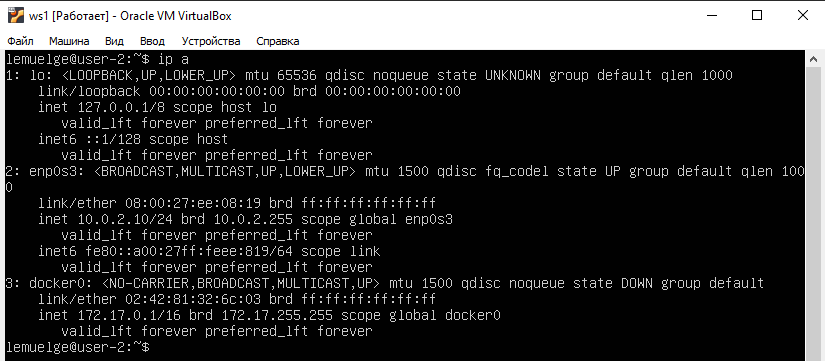 ws1 [Работает] - Oracle VM VirtualBox
Файл Машина Вид Ввод Устройства Справка
lemuelge@user-2:~$ ip a
1: lo: <LOOPBACK,UP,LOWER_UP> mtu 65536 qdisc noqueue state UNKNOWN group default qlen 1000
    link/loopback 00:00:00:00:00:00 brd 00:00:00:00:00:00
    inet 127.0.0.1/8 scope host lo
       valid_lft forever preferred_lft forever
    inet6 ::1/128 scope host
       valid_lft forever preferred_lft forever
2: enp0s3: <BROADCAST,MULTICAST,UP,LOWER_UP> mtu 1500 qdisc fq_codel state UP group default qlen 100
0
    link/ether 08:00:27:ee:08:19 brd ff:ff:ff:ff:ff:ff
    inet 10.0.2.10/24 brd 10.0.2.255 scope global enp0s3
       valid_lft forever preferred_lft forever
    inet6 fe80::a00:27ff:feee:819/64 scope link
       valid_lft forever preferred_lft forever
3: docker0: <NO-CARRIER,BROADCAST,MULTICAST,UP> mtu 1500 qdisc noqueue state DOWN group default
    link/ether 02:42:81:32:6c:03 brd ff:ff:ff:ff:ff:ff
    inet 172.17.0.1/16 brd 172.17.255.255 scope global docker0
       valid_lft forever preferred_lft forever
lemuelge@user-2:~$